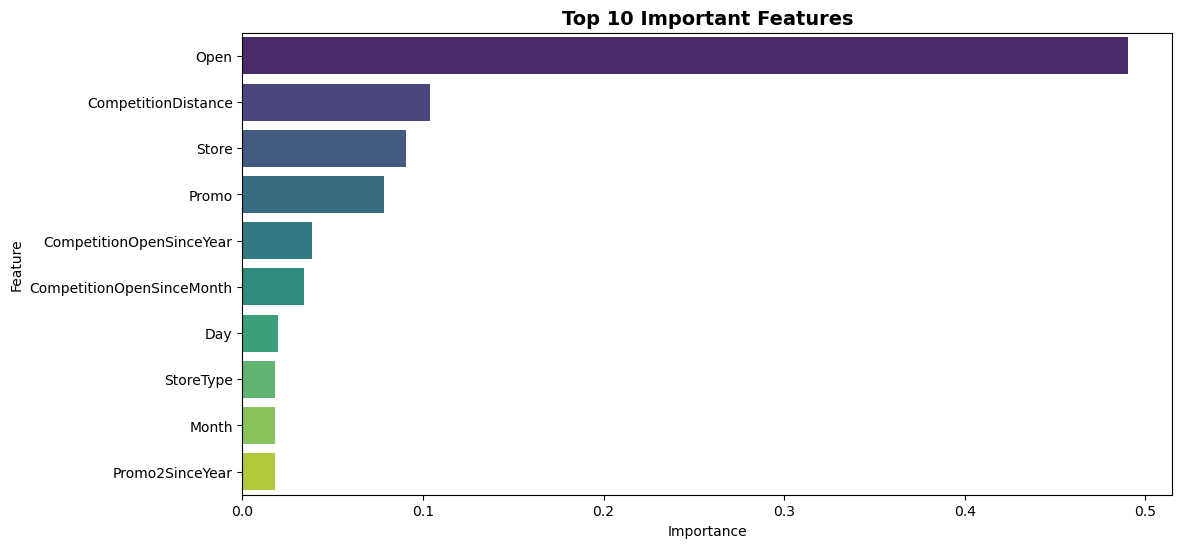 Top 10 Important Features
Feature
Open
CompetitionDistance
Store
Promo
CompetitionOpenSinceYear
CompetitionOpenSinceMonth
Day
StoreType
Month
Promo2SinceYear
0.0 0.1 0.2 0.3 0.4 0.5
Importance